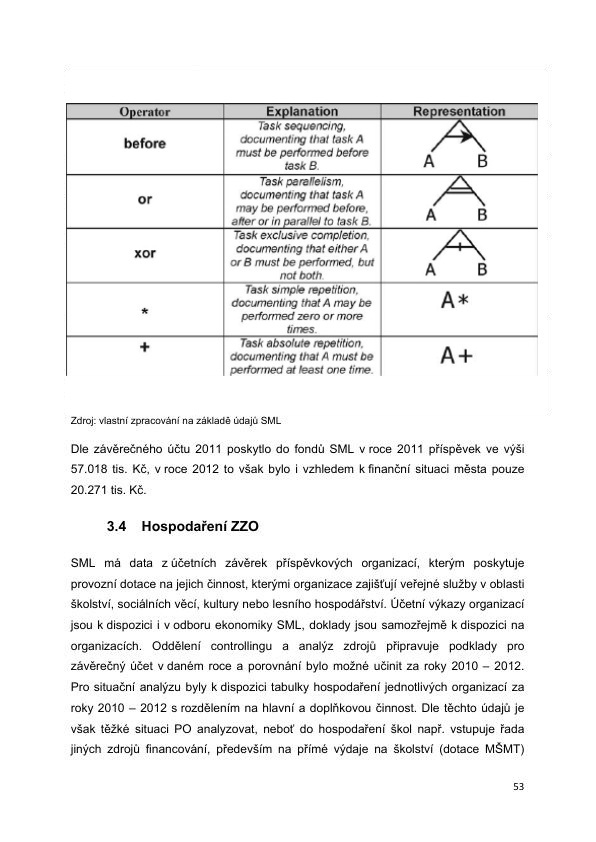 Operator Explanation Representation
before
Task sequencing,
documenting that task A
must be performed before
task B.
A B
or
Task parallelism,
documenting that task A
may be performed before,
after or in parallel to task B.
A B
xor
Task exclusive completion,
documenting that either A
or B must be performed, but
not both.
A B
*
Task simple repetition,
documenting that A may be
performed zero or more
times.
A*
+
Task absolute repetition,
documenting that A must be
performed at least one time.
A+
Zdroj: vlastní zpracování na základě údajů SML
Dle závěrečného účtu 2011 poskytlo do fondů SML v roce 2011 příspěvek ve výši
57.018 tis. Kč, v roce 2012 to však bylo i vzhledem k finanční situaci města pouze
20.271 tis. Kč.
3.4 Hospodaření ZZO
SML má data z účetních závěrek příspěvkových organizací, kterým poskytuje
provozní dotace na jejich činnost, kterými organizace zajišťují veřejné služby v oblasti
školství, sociálních věcí, kultury nebo lesního hospodářství. Účetní výkazy organizací
jsou k dispozici i v odboru ekonomiky SML, doklady jsou samozřejmě k dispozici na
organizacích. Oddělení controllingu a analýz zdrojů připravuje podklady pro
závěrečný účet v daném roce a porovnání bylo možné učinit za roky 2010 – 2012.
Pro situační analýzu byly k dispozici tabulky hospodaření jednotlivých organizací za
roky 2010 – 2012 s rozdělením na hlavní a doplňkovou činnost. Dle těchto údajů je
však těžké situaci PO analyzovat, neboť do hospodaření škol např. vstupuje řada
jiných zdrojů financování, především na přímé výdaje na školství (dotace MŠMT)
53